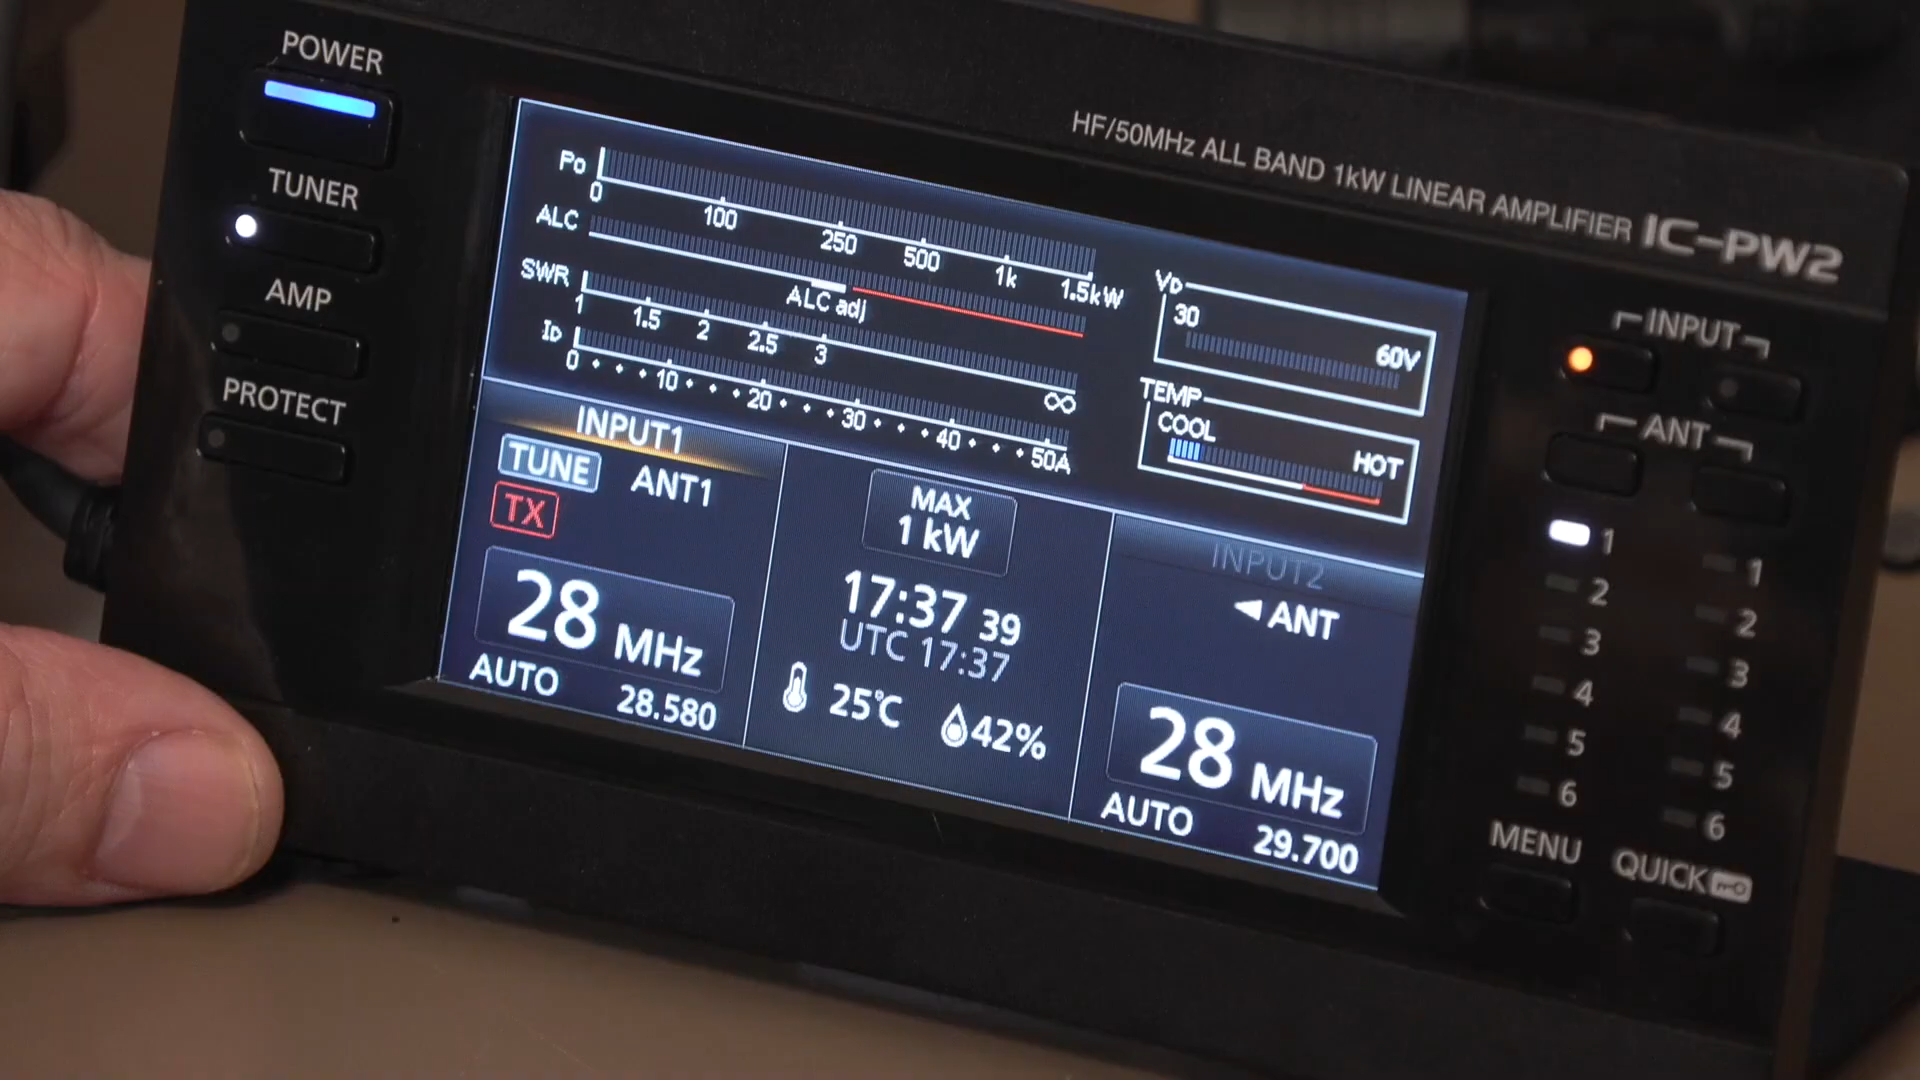 POWER
TUNER
AMP
PROTECT
HF/50MHz ALL BAND 1kW LINEAR AMPLIFIER IC-PW2
Po
0 100 250 500 1k 1.5kW
ALC
ALC adj
SWR
1 1.5 2 2.5 3 ∞
ID
0 10 20 30 40 50A
VD
30 60V
TEMP
COOL HOT
INPUT1
TUNE ANT1
TX
28 MHz
AUTO 28.580
MAX
1 kW
17:37 39
UTC 17:37
25℃ 42%
INPUT2
◄ANT
28 MHz
AUTO 29.700
INPUT
ANT
1 1
2 2
3 3
4 4
5 5
6 6
MENU QUICK